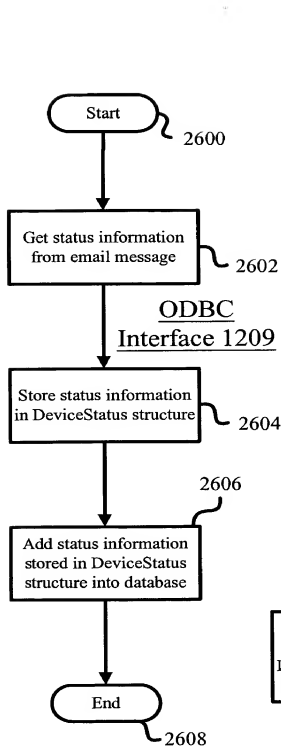 Start
2600
Get status information
from email message
2602
ODBC
Interface 1209
Store status information
in DeviceStatus structure
2604
2606
Add status information
stored in DeviceStatus
structure into database
End
2608